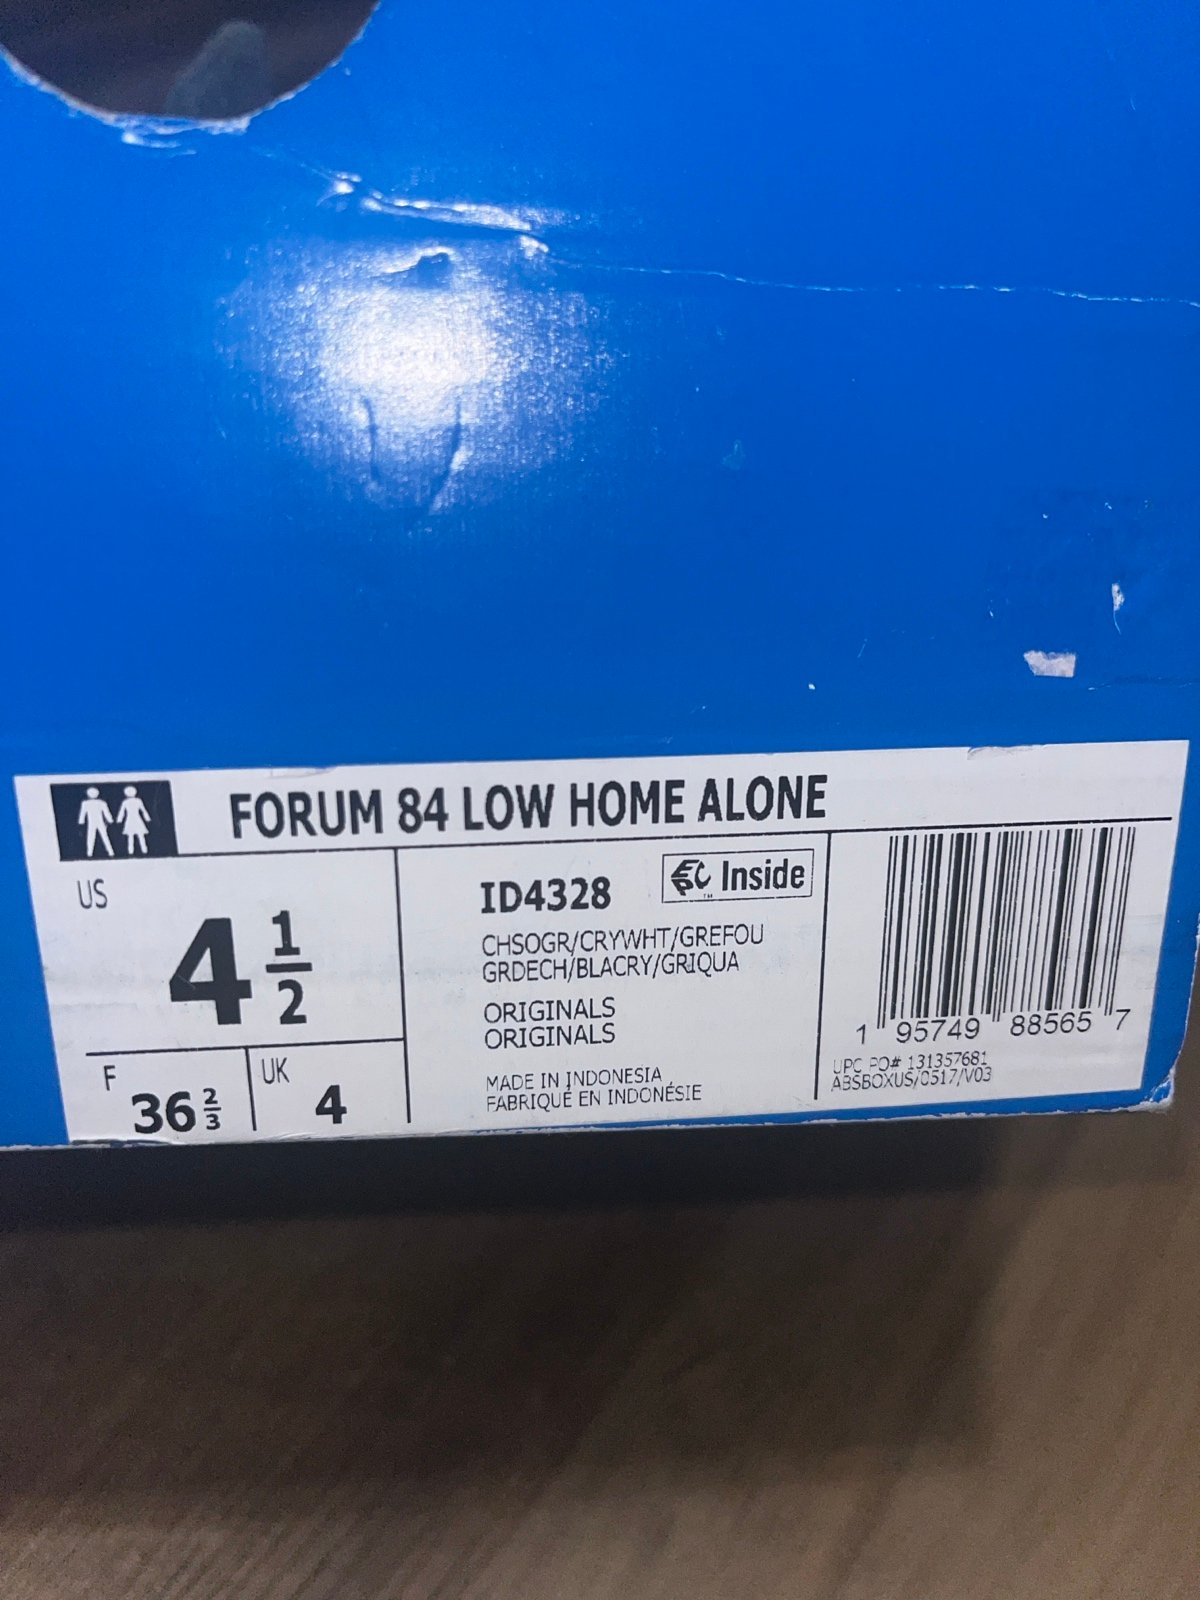 FORUM 84 LOW HOME ALONE
US
4 1/2
F
36 2/3
UK
4
ID4328
EPC Inside
™
CHSOGR/CRYWHT/GREFOU
GRDECH/BLACRY/GRIQUA
ORIGINALS
ORIGINALS
MADE IN INDONESIA
FABRIQUÉ EN INDONÉSIE
1 95749 88565 7
UPC PO# 131357681
ABSBOXUS/0517/V03